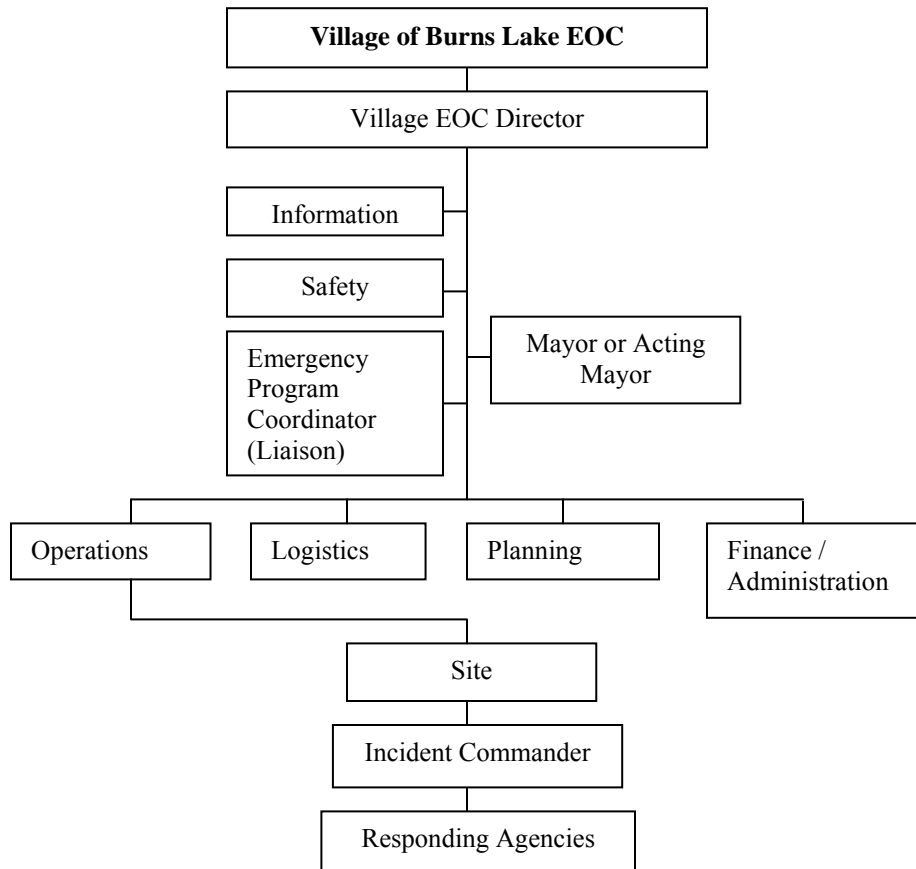 Village of Burns Lake EOC
Village EOC Director
Information
Safety
Emergency
Program
Coordinator
(Liaison)
Mayor or Acting
Mayor
Operations
Logistics
Planning
Finance /
Administration
Site
Incident Commander
Responding Agencies